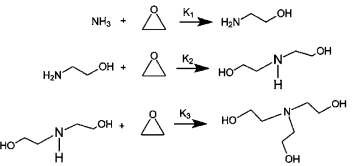 NH3 + O K1 H2N OH
H2N OH + O K2 HO N H OH
HO N H OH + O K3 HO N OH OH